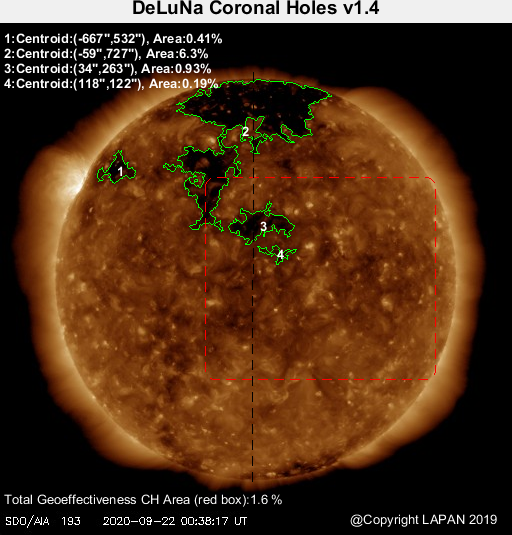 DeLuNa Coronal Holes v1.4
1:Centroid:(-667",532"), Area:0.41%
2:Centroid:(-59",727"), Area:6.3%
3:Centroid:(34",263"), Area:0.93%
4:Centroid:(118",122"), Area:0.19%
2
1
3
4
Total Geoeffectiveness CH Area (red box):1.6 %
SDO/AIA 193 2020-09-22 00:38:17 UT
@Copyright LAPAN 2019